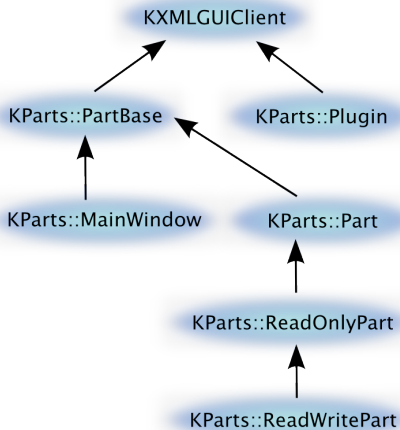 KXMLGUIClient
KParts::PartBase
KParts::Plugin
KParts::MainWindow
KParts::Part
KParts::ReadOnlyPart
KParts::ReadWritePart